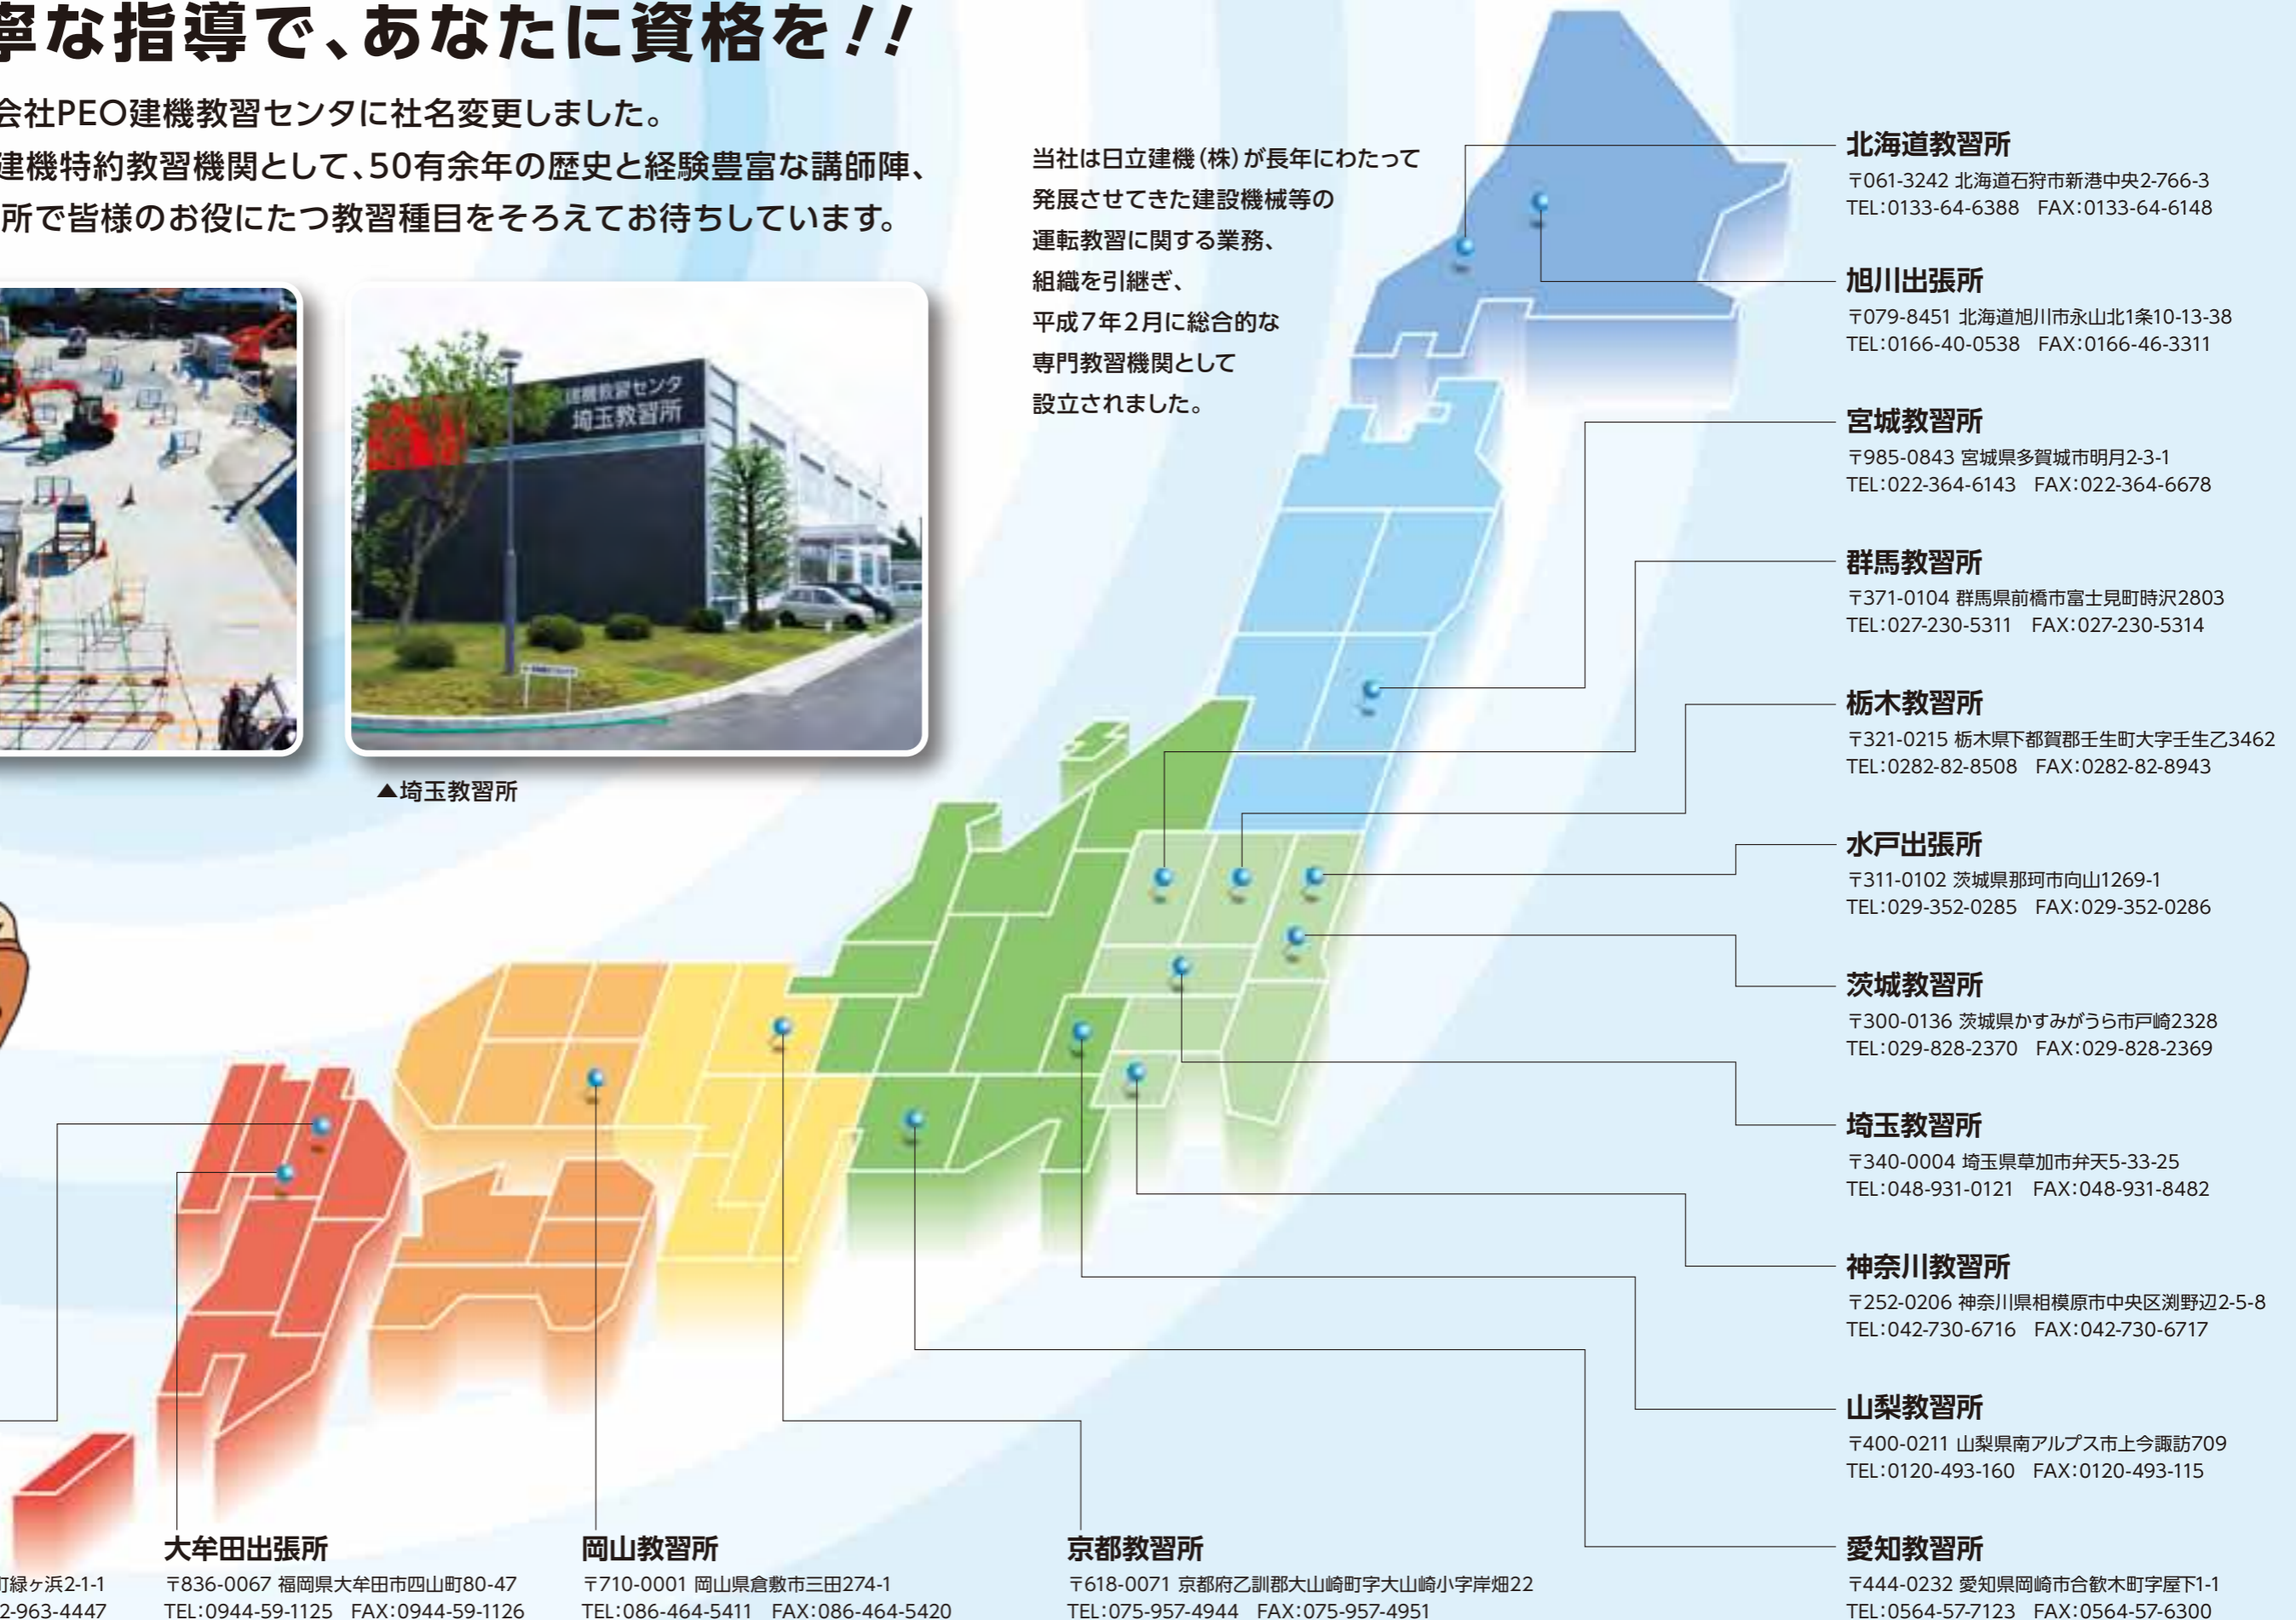 寧な指導で、あなたに資格を!!
会社PEO建機教習センタに社名変更しました。
建機特約教習機関として、50有余年の歴史と経験豊富な講師陣、
所で皆様のお役にたつ教習種目をそろえてお待ちしています。
当社は日立建機(株)が長年にわたって
発展させてきた建設機械等の
運転教習に関する業務、
組織を引継ぎ、
平成7年2月に総合的な
専門教習機関として
設立されました。
建機教習センタ
埼玉教習所
▲埼玉教習所
北海道教習所
〒061-3242 北海道石狩市新港中央2-766-3
TEL:0133-64-6388 FAX:0133-64-6148
旭川出張所
〒079-8451 北海道旭川市永山北1条10-13-38
TEL:0166-40-0538 FAX:0166-46-3311
宮城教習所
〒985-0843 宮城県多賀城市明月2-3-1
TEL:022-364-6143 FAX:022-364-6678
群馬教習所
〒371-0104 群馬県前橋市富士見町時沢2803
TEL:027-230-5311 FAX:027-230-5314
栃木教習所
〒321-0215 栃木県下都賀郡壬生町大字壬生乙3462
TEL:0282-82-8508 FAX:0282-82-8943
水戸出張所
〒311-0102 茨城県那珂市向山1269-1
TEL:029-352-0285 FAX:029-352-0286
茨城教習所
〒300-0136 茨城県かすみがうら市戸崎2328
TEL:029-828-2370 FAX:029-828-2369
埼玉教習所
〒340-0004 埼玉県草加市弁天5-33-25
TEL:048-931-0121 FAX:048-931-8482
神奈川教習所
〒252-0206 神奈川県相模原市中央区渕野辺2-5-8
TEL:042-730-6716 FAX:042-730-6717
山梨教習所
〒400-0211 山梨県南アルプス市上今諏訪709
TEL:0120-493-160 FAX:0120-493-115
愛知教習所
〒444-0232 愛知県岡崎市合歓木町字屋下1-1
TEL:0564-57-7123 FAX:0564-57-6300
町緑ヶ浜2-1-1
2-963-4447
大牟田出張所
〒836-0067 福岡県大牟田市四山町80-47
TEL:0944-59-1125 FAX:0944-59-1126
岡山教習所
〒710-0001 岡山県倉敷市三田274-1
TEL:086-464-5411 FAX:086-464-5420
京都教習所
〒618-0071 京都府乙訓郡大山崎町字大山崎小字岸畑22
TEL:075-957-4944 FAX:075-957-4951